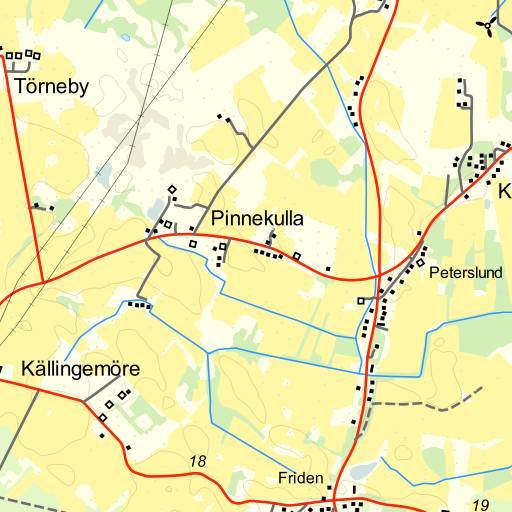 Törneby
Pinnekulla
K
Peterslund
Källingemöre
18
Friden
19